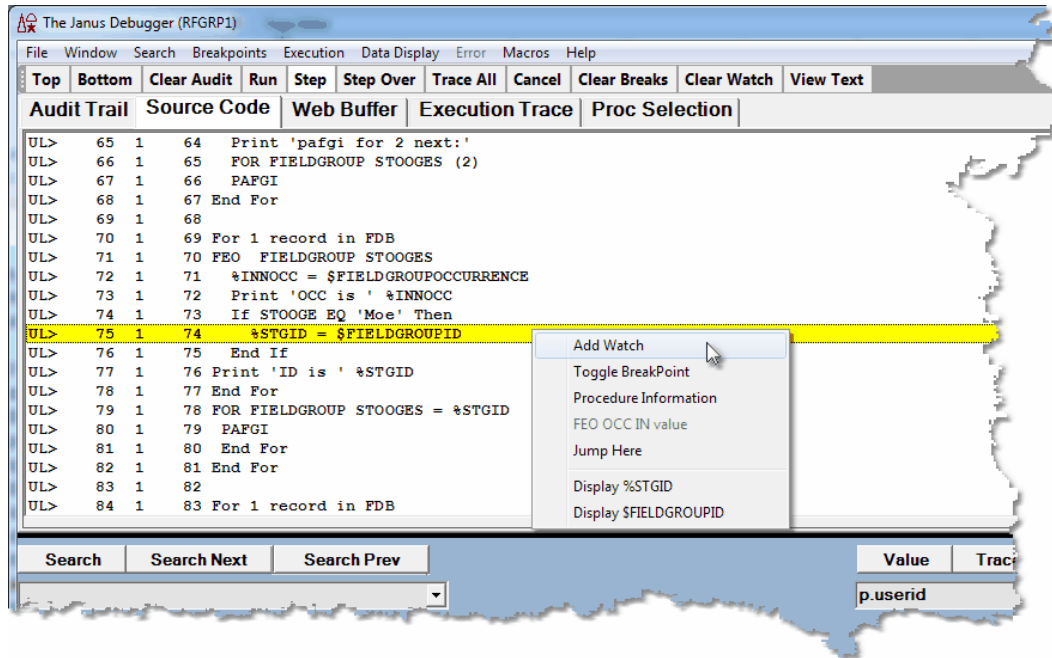 The Janus Debugger (RFGRP1)
File Window Search Breakpoints Execution Data Display Error Macros Help
Top Bottom Clear Audit Run Step Step Over Trace All Cancel Clear Breaks Clear Watch View Text
Audit Trail Source Code Web Buffer Execution Trace Proc Selection
UL> 65 1 64 Print 'pafgi for 2 next:'
UL> 66 1 65 FOR FIELDGROUP STOOGES (2)
UL> 67 1 66 PAFGI
UL> 68 1 67 End For
UL> 69 1 68
UL> 70 1 69 For 1 record in FDB
UL> 71 1 70 FEO FIELDGROUP STOOGES
UL> 72 1 71 %INNOCC = $FIELDGROUPOCCURRENCE
UL> 73 1 72 Print 'OCC is ' %INNOCC
UL> 74 1 73 If STOOGE EQ 'Moe' Then
UL> 75 1 74 %STGID = $FIELDGROUPID
UL> 76 1 75 End If
UL> 77 1 76 Print 'ID is ' %STGID
UL> 78 1 77 End For
UL> 79 1 78 FOR FIELDGROUP STOOGES = %STGID
UL> 80 1 79 PAFGI
UL> 81 1 80 End For
UL> 82 1 81 End For
UL> 83 1 82
UL> 84 1 83 For 1 record in FDB
Add Watch
Toggle BreakPoint
Procedure Information
FEO OCC IN value
Jump Here
Display %STGID
Display $FIELDGROUPID
Search Search Next Search Prev Value
p.userid